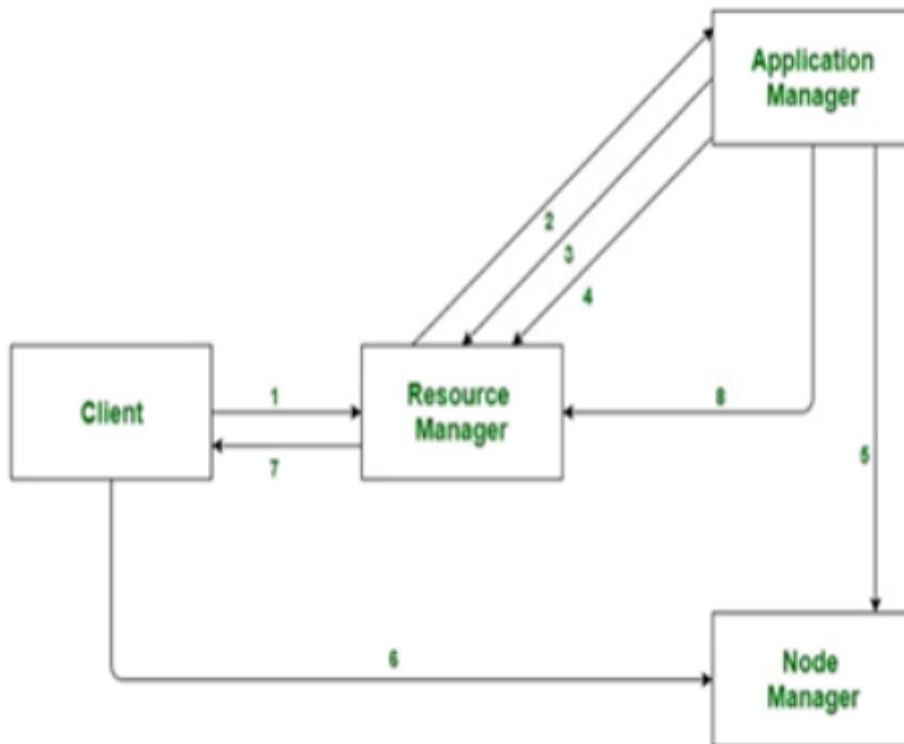 Application
Manager
2
3
4
Client
1
Resource
Manager
8
7
5
6
Node
Manager